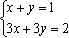 x + y = 1
3x + 3y = 2